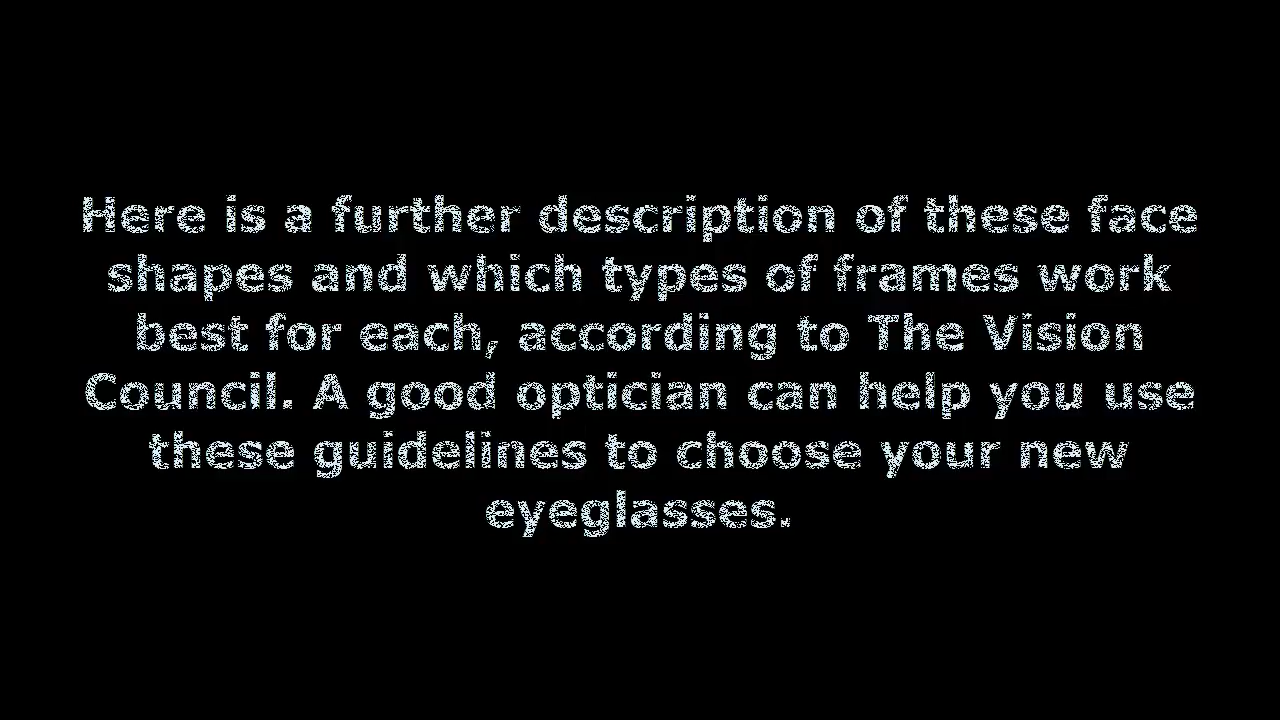 Here is a further description of these face
shapes and which types of frames work
best for each, according to The Vision
Council. A good optician can help you use
these guidelines to choose your new
eyeglasses.